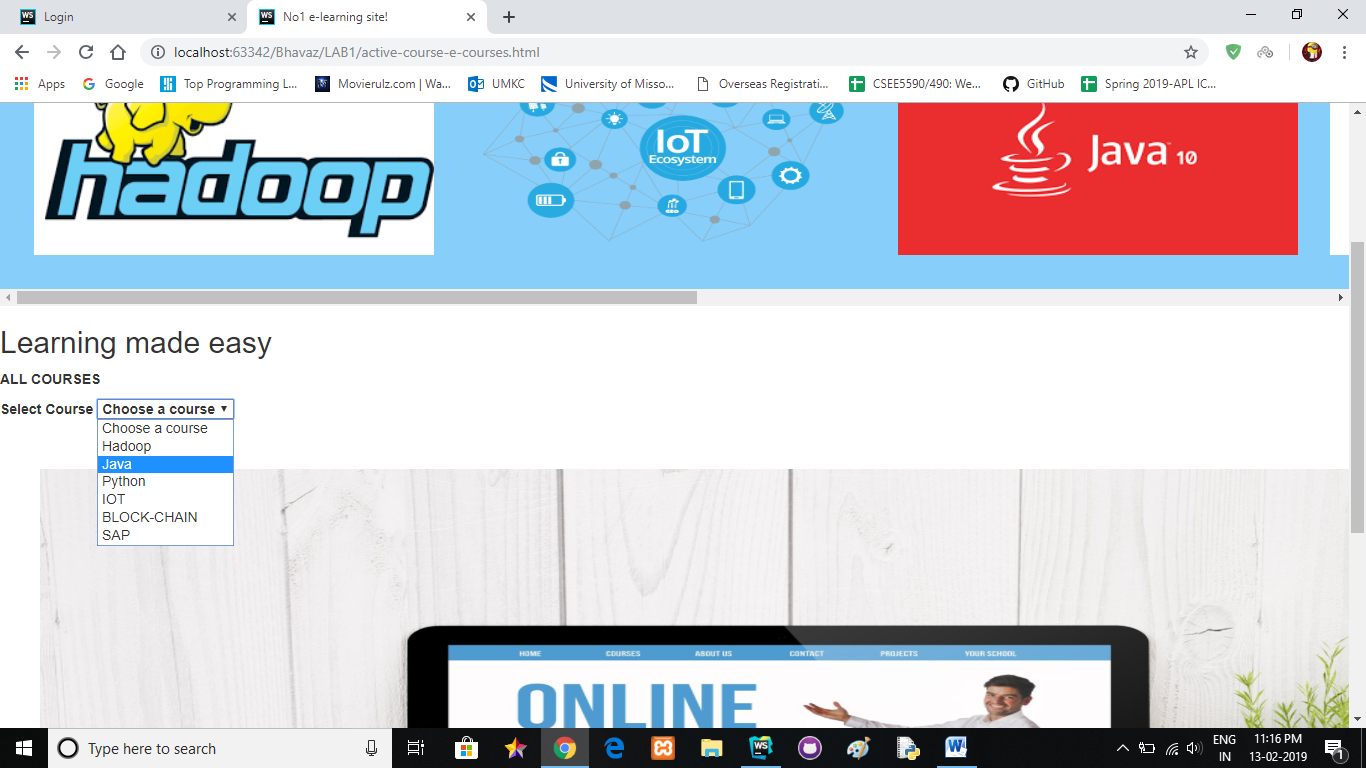 Login
No1 e-learning site!
localhost:63342/Bhavaz/LAB1/active-course-e-courses.html
Apps
Google
Top Programming L...
Movierulz.com | Wa...
UMKC
University of Misso...
Overseas Registrati...
CSEE5590/490: We...
GitHub
Spring 2019-APL IC...
hadoop
IoT
Ecosystem
Java 10
Learning made easy
ALL COURSES
Select Course Choose a course
Choose a course
Hadoop
Java
Python
IOT
BLOCK-CHAIN
SAP
HOME COURSES ABOUT US CONTACT PROJECTS YOUR SCHOOL
ONLINE
Type here to search
ENG
IN
11:16 PM
13-02-2019
1